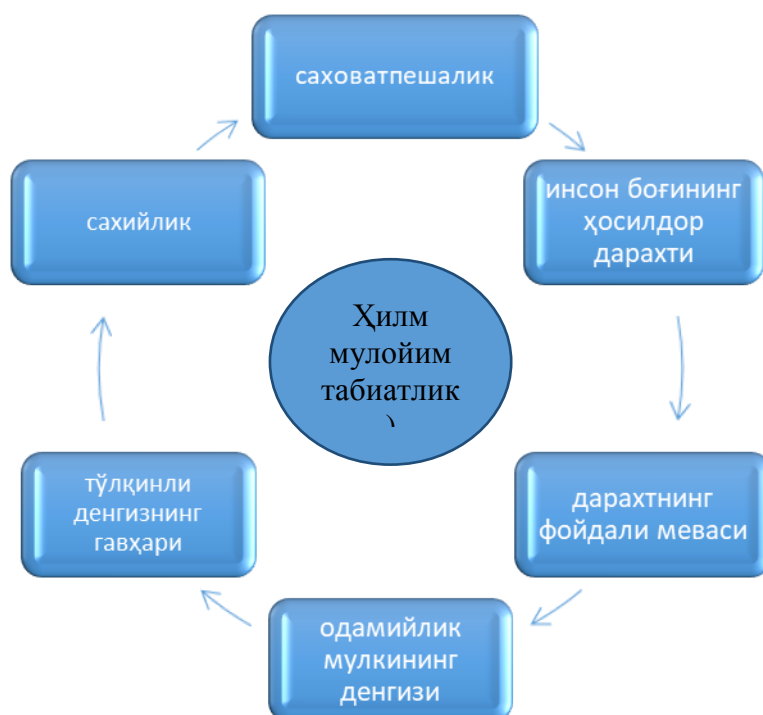 саховатпешалик
инсон боғининг
ҳосилдор
дарахти
дарахтнинг
фойдали меваси
одамийлик
мулкининг
денгизи
тўлқинли
денгизнинг
гавҳари
сахийлик
Ҳилм
мулойим
табиатлик
)